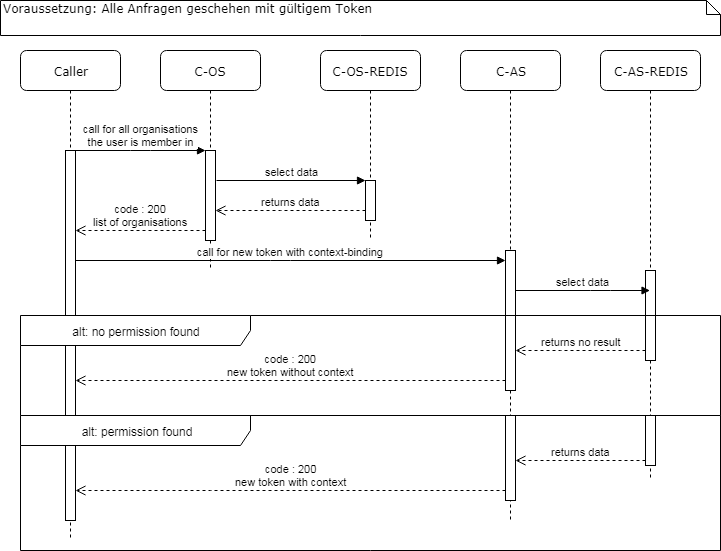 Voraussetzung: Alle Anfragen geschehen mit gültigem Token
Caller
C-OS
C-OS-REDIS
C-AS
C-AS-REDIS
call for all organisations
the user is member in
select data
returns data
code : 200
list of organisations
call for new token with context-binding
select data
alt: no permission found
returns no result
code : 200
new token without context
alt: permission found
returns data
code : 200
new token with context